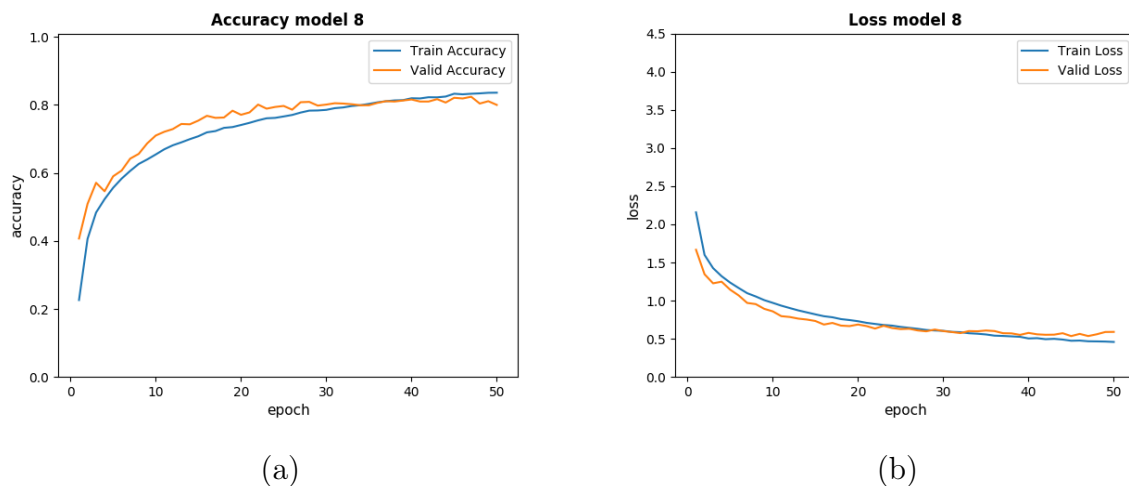 Accuracy model 8
1.0
0.8
0.6
0.4
0.2
0.0
accuracy
Train Accuracy
Valid Accuracy
0 10 20 30 40 50
epoch
(a)
Loss model 8
4.5
4.0
3.5
3.0
2.5
2.0
1.5
1.0
0.5
0.0
loss
Train Loss
Valid Loss
0 10 20 30 40 50
epoch
(b)